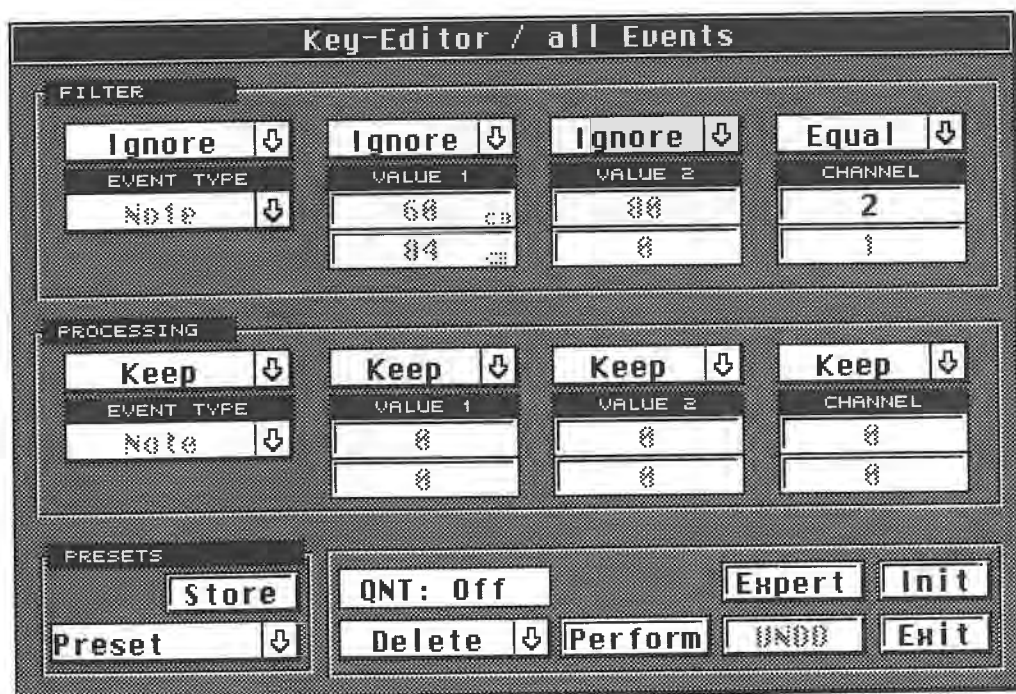 Key-Editor / all Events
FILTER
Ignore Ignore Ignore Equal
EVENT TYPE VALUE 1 VALUE 2 CHANNEL
Note 60 80 2
84 0 1
PROCESSING
Keep Keep Keep Keep
EVENT TYPE VALUE 1 VALUE 2 CHANNEL
Note 0 0 0
0 0 0
PRESETS
Store QNT: Off Expert Init
Preset Delete Perform UNDO Exit